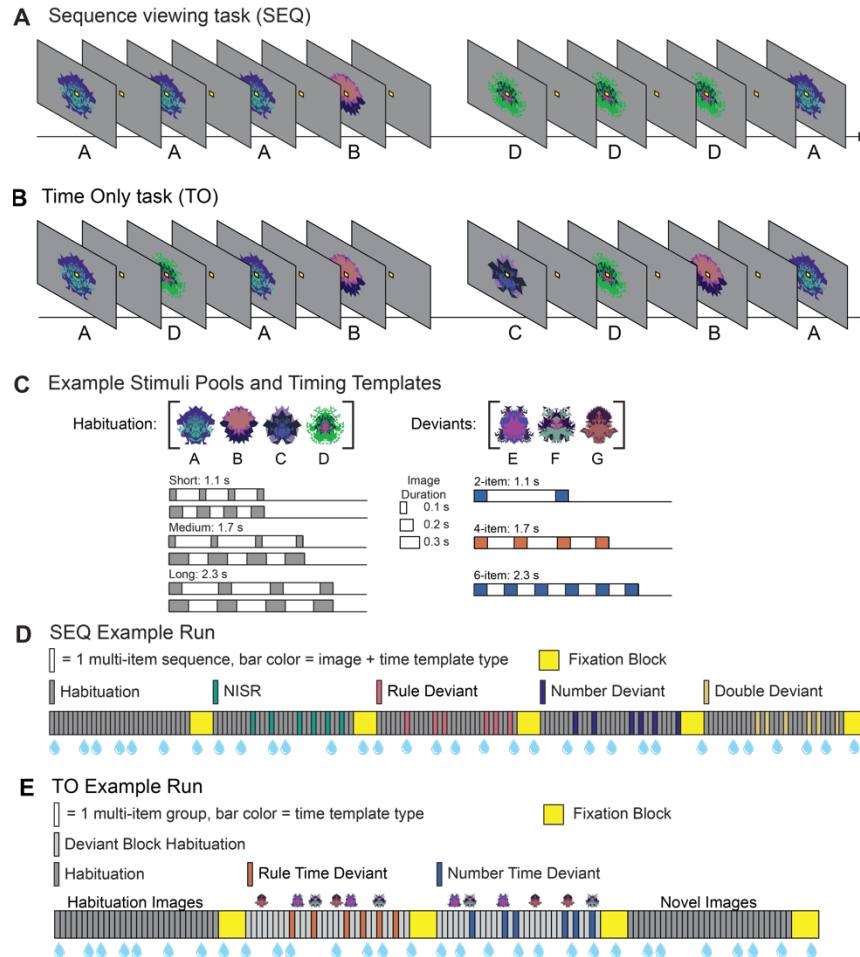 A Sequence viewing task (SEQ)
A A A B D D D A
B Time Only task (TO)
A D A B C D B A
C Example Stimuli Pools and Timing Templates
Habituation: Deviants:
A B C D E F G
Short: 1.1 s
Medium: 1.7 s
Long: 2.3 s
Image
Duration
0.1 s
0.2 s
0.3 s
2-item: 1.1 s
4-item: 1.7 s
6-item: 2.3 s
D SEQ Example Run
= 1 multi-item sequence, bar color = image + time template type Fixation Block
Habituation NISR Rule Deviant Number Deviant Double Deviant
E TO Example Run
= 1 multi-item group, bar color = time template type Fixation Block
Deviant Block Habituation
Habituation Rule Time Deviant Number Time Deviant
Habituation Images Novel Images